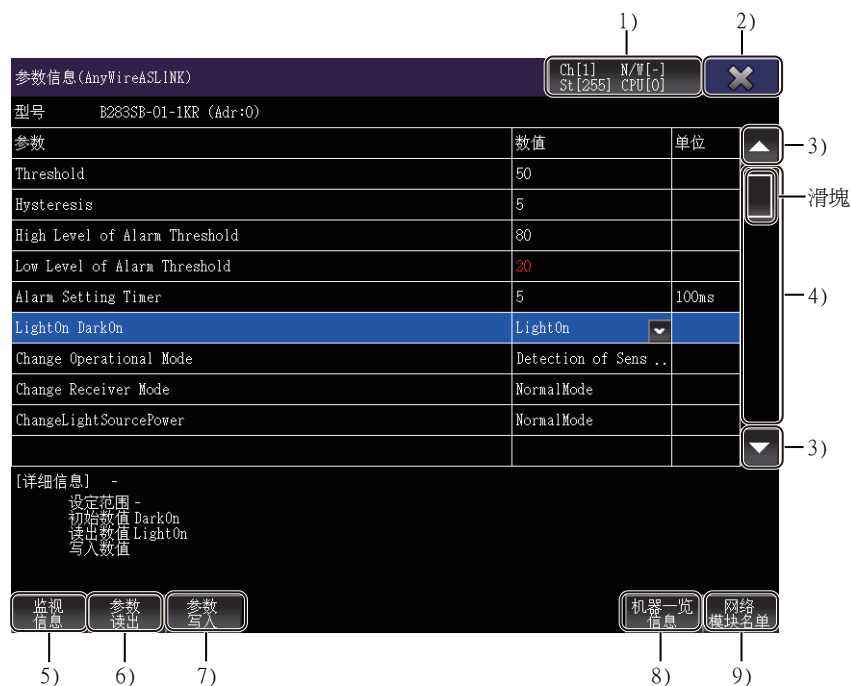 1)
2)
参数信息(AnyWireASLINK)
Ch[1] N/W[-]
St[255] CPU[0]
型号 B283SB-01-1KR (Adr:0)
参数 数值 单位
3)
Threshold 50
滑塊
Hysteresis 5
High Level of Alarm Threshold 80
Low Level of Alarm Threshold 20
Alarm Setting Timer 5 100ms
4)
LightOn DarkOn LightOn
Change Operational Mode Detection of Sens ..
Change Receiver Mode NormalMode
ChangeLightSourcePower NormalMode
3)
[详细信息] -
设定范围 -
初始数值 DarkOn
读出数值 LightOn
写入数值
监视
信息
参数
读出
参数
写入
机器一览
信息
网络
模块名单
5)
6)
7)
8)
9)